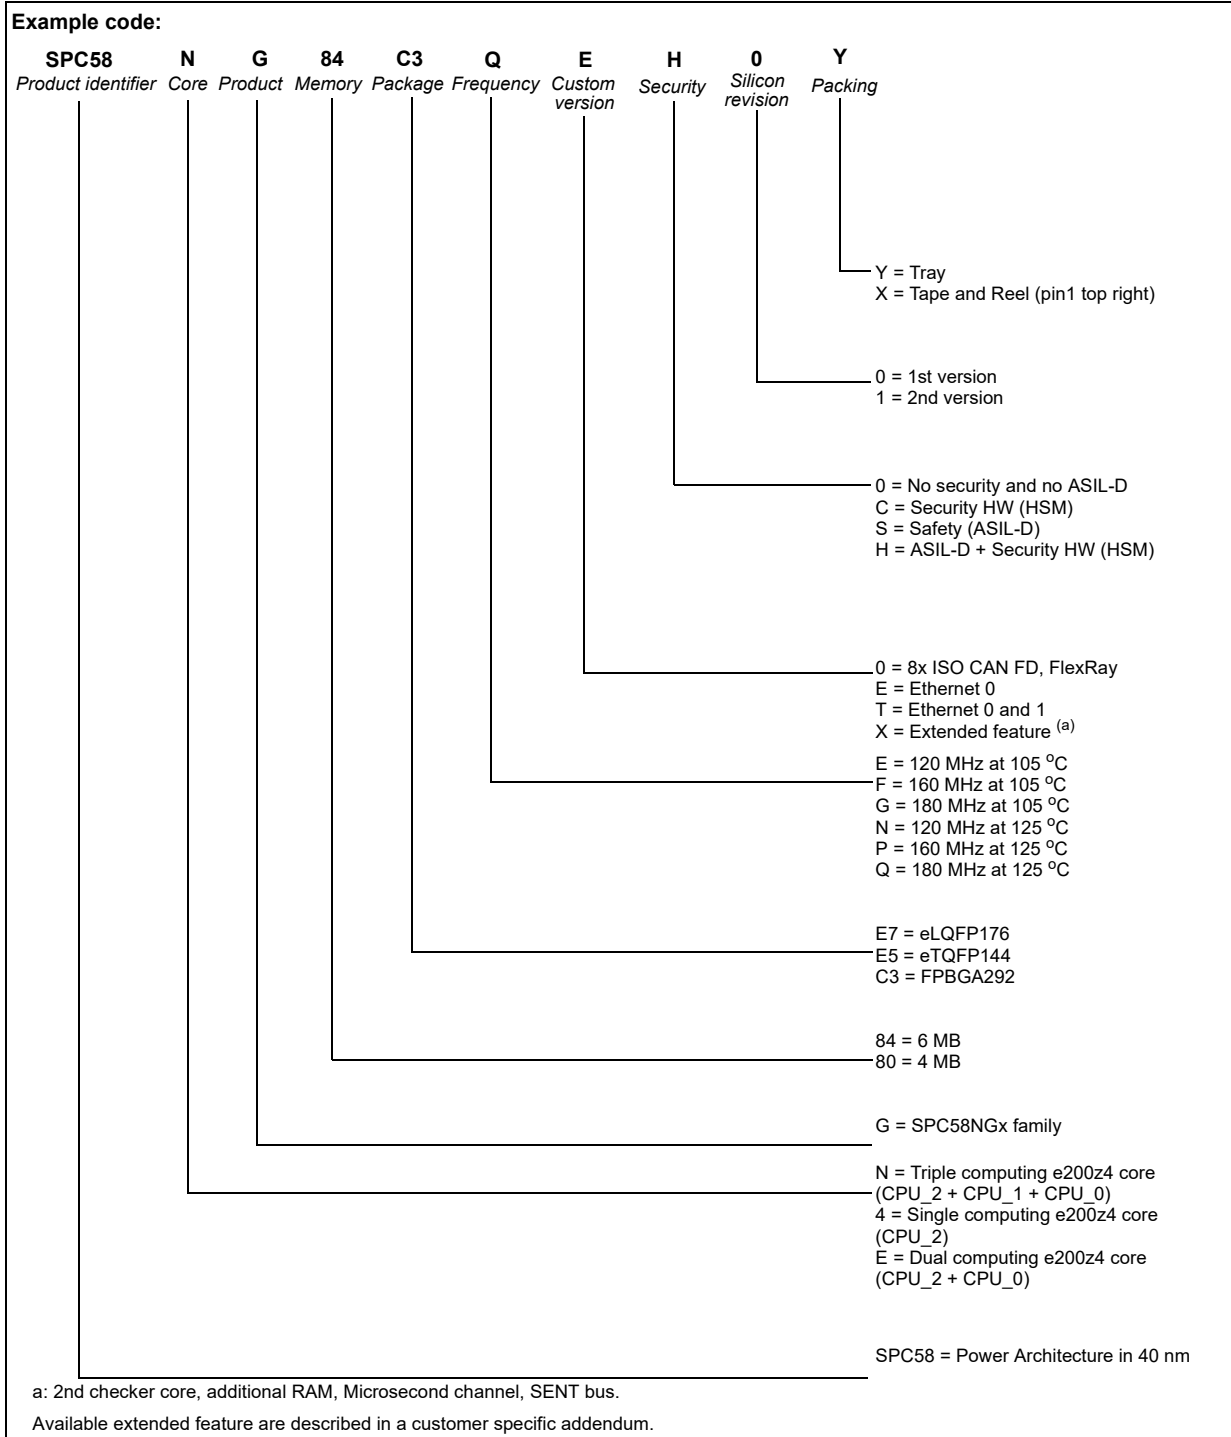 Example code:
SPC58 N G 84 C3 Q E H 0 Y
Product identifier Core Product Memory Package Frequency Custom version Security Silicon revision Packing
Y = Tray
X = Tape and Reel (pin1 top right)
0 = 1st version
1 = 2nd version
0 = No security and no ASIL-D
C = Security HW (HSM)
S = Safety (ASIL-D)
H = ASIL-D + Security HW (HSM)
0 = 8x ISO CAN FD, FlexRay
E = Ethernet 0
T = Ethernet 0 and 1
X = Extended feature (a)
E = 120 MHz at 105 oC
F = 160 MHz at 105 oC
G = 180 MHz at 105 oC
N = 120 MHz at 125 oC
P = 160 MHz at 125 oC
Q = 180 MHz at 125 oC
E7 = eLQFP176
E5 = eTQFP144
C3 = FPBGA292
84 = 6 MB
80 = 4 MB
G = SPC58NGx family
N = Triple computing e200z4 core
(CPU_2 + CPU_1 + CPU_0)
4 = Single computing e200z4 core
(CPU_2)
E = Dual computing e200z4 core
(CPU_2 + CPU_0)
SPC58 = Power Architecture in 40 nm
a: 2nd checker core, additional RAM, Microsecond channel, SENT bus.
Available extended feature are described in a customer specific addendum.